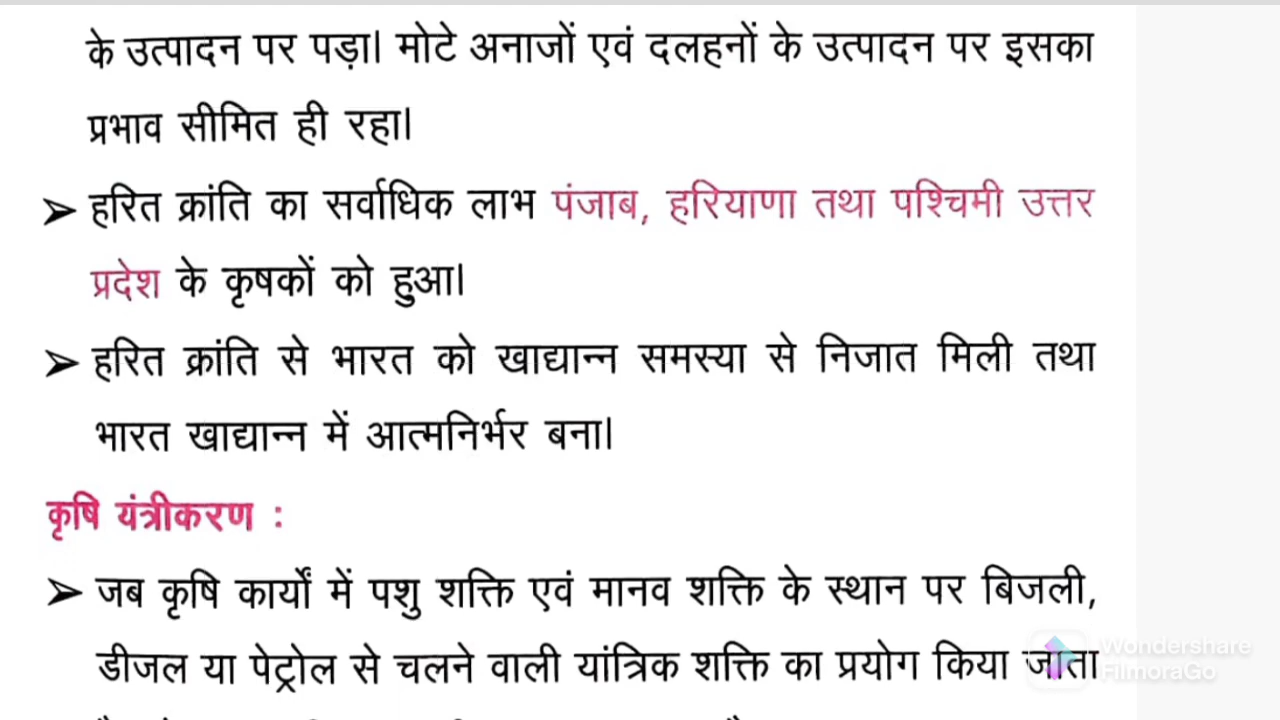 के उत्पादन पर पड़ा। मोटे अनाजों एवं दलहनों के उत्पादन पर इसका
प्रभाव सीमित ही रहा।
➢ हरित क्रांति का सर्वाधिक लाभ पंजाब, हरियाणा तथा पश्चिमी उत्तर
प्रदेश के कृषकों को हुआ।
➢ हरित क्रांति से भारत को खाद्यान्न समस्या से निजात मिली तथा
भारत खाद्यान्न में आत्मनिर्भर बना।
कृषि यंत्रीकरण :
➢ जब कृषि कार्यों में पशु शक्ति एवं मानव शक्ति के स्थान पर बिजली,
डीजल या पेट्रोल से चलने वाली यांत्रिक शक्ति का प्रयोग किया जाता
Wondershare
FilmoraGo